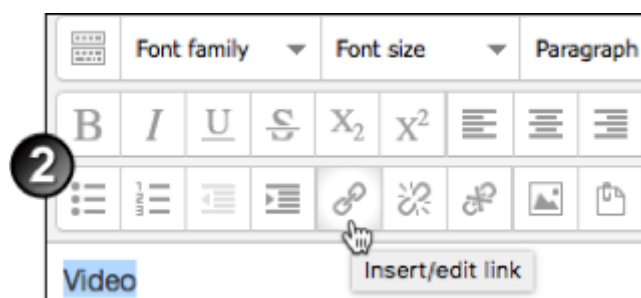 Font family Font size Paragraph
B I U S X₂ X²
2
Insert/edit link
Video